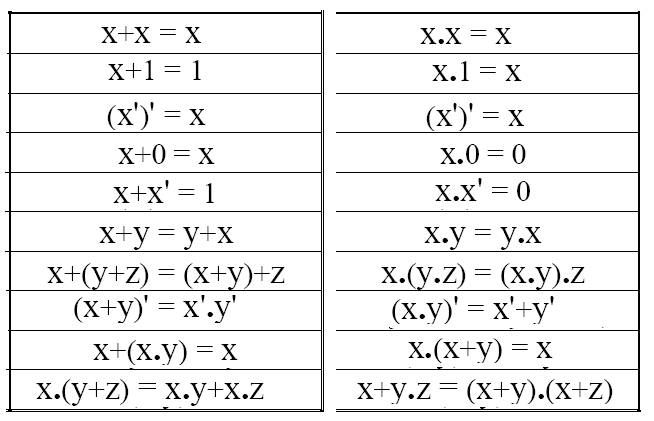 x+x = x
x.x = x
x+1 = 1
x.1 = x
(x')' = x
(x')' = x
x+0 = x
x.0 = 0
x+x' = 1
x.x' = 0
x+y = y+x
x.y = y.x
x+(y+z) = (x+y)+z
x.(y.z) = (x.y).z
(x+y)' = x'.y'
(x.y)' = x'+y'
x+(x.y) = x
x.(x+y) = x
x.(y+z) = x.y+x.z
x+y.z = (x+y).(x+z)